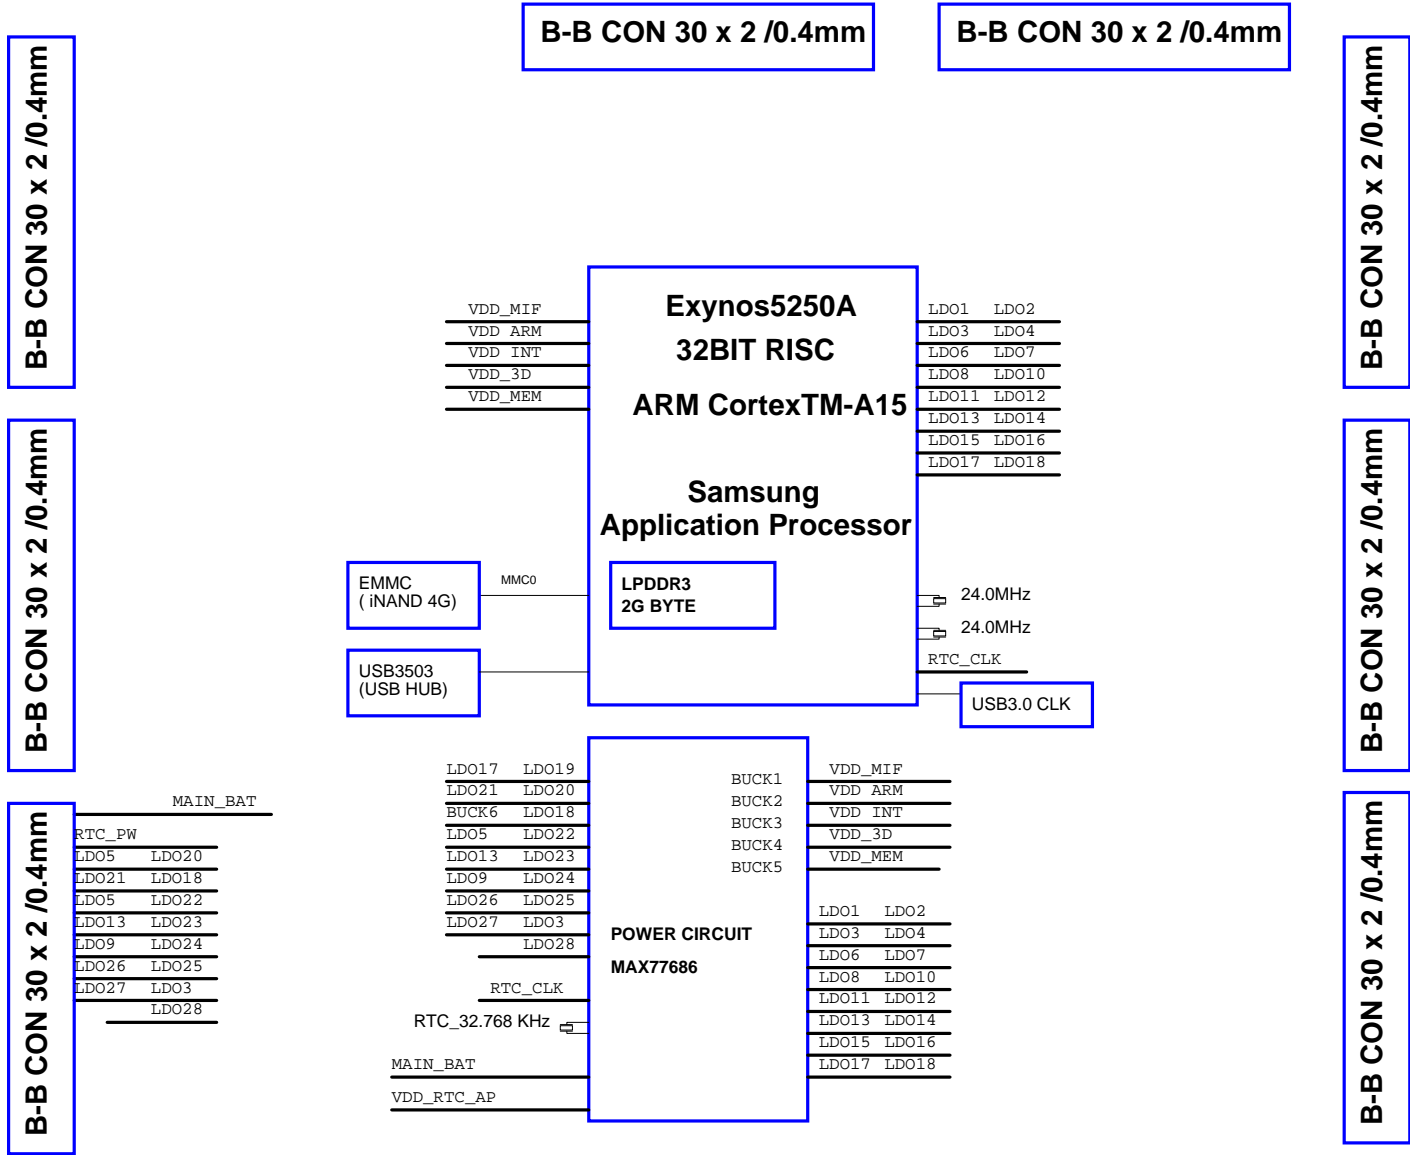 B-B CON 30 x 2 /0.4mm
B-B CON 30 x 2 /0.4mm
B-B CON 30 x 2 /0.4mm
B-B CON 30 x 2 /0.4mm
B-B CON 30 x 2 /0.4mm
B-B CON 30 x 2 /0.4mm
B-B CON 30 x 2 /0.4mm
B-B CON 30 x 2 /0.4mm
Exynos5250A
32BIT RISC
ARM CortexTM-A15
Samsung
Application Processor
LPDDR3
2G BYTE
VDD_MIF
VDD ARM
VDD INT
VDD_3D
VDD_MEM
LDO1 LDO2
LDO3 LDO4
LDO6 LDO7
LDO8 LDO10
LDO11 LDO12
LDO13 LDO14
LDO15 LDO16
LDO17 LDO18
EMMC
( iNAND 4G)
MMC0
USB3503
(USB HUB)
24.0MHz
24.0MHz
RTC_CLK
USB3.0 CLK
MAIN_BAT
RTC_PW
LDO5 LDO20
LDO21 LDO18
LDO5 LDO22
LDO13 LDO23
LDO9 LDO24
LDO26 LDO25
LDO27 LDO3
LDO28
LDO17 LDO19
LDO21 LDO20
BUCK6 LDO18
LDO5 LDO22
LDO13 LDO23
LDO9 LDO24
LDO26 LDO25
LDO27 LDO3
LDO28
RTC_CLK
RTC_32.768 KHz
MAIN_BAT
VDD_RTC_AP
POWER CIRCUIT
MAX77686
BUCK1 VDD_MIF
BUCK2 VDD ARM
BUCK3 VDD INT
BUCK4 VDD_3D
BUCK5 VDD_MEM
LDO1 LDO2
LDO3 LDO4
LDO6 LDO7
LDO8 LDO10
LDO11 LDO12
LDO13 LDO14
LDO15 LDO16
LDO17 LDO18